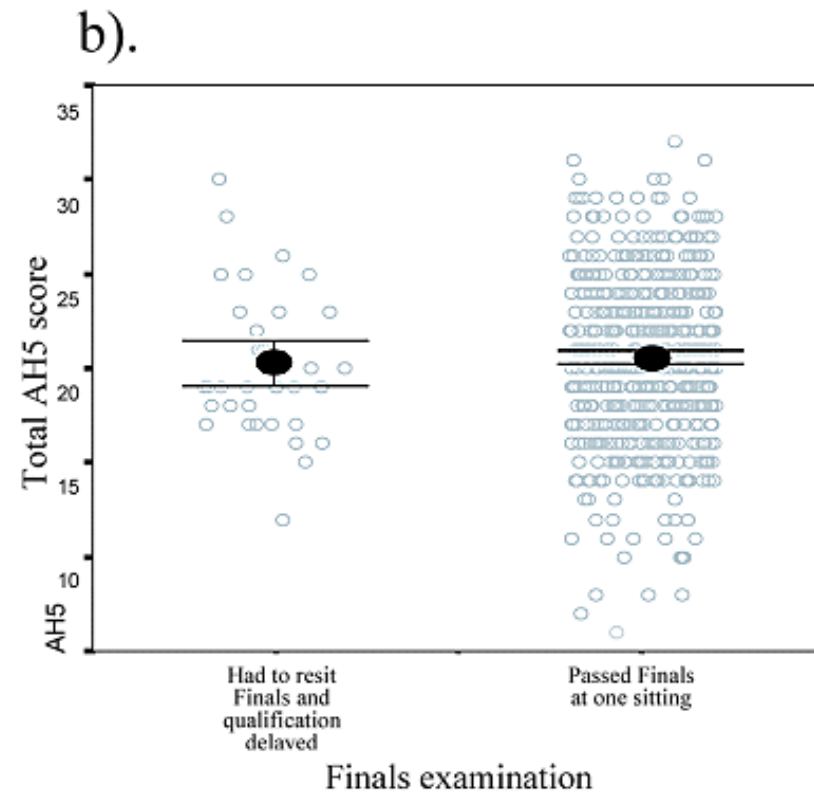 b).
35
30
25
20
15
10
AH5
Total AH5 score
Had to resit
Finals and
qualification
delaved
Passed Finals
at one sitting
Finals examination